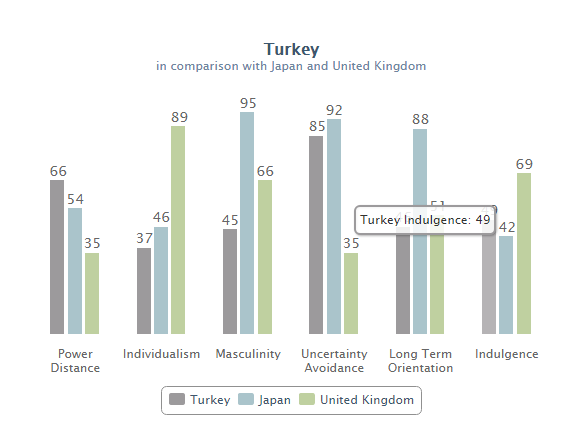 Turkey
in comparison with Japan and United Kingdom
66 54 35
37 46 89
45 95 66
85 92 35
88 51
42 69
Turkey Indulgence: 49
Power Distance
Individualism
Masculinity
Uncertainty Avoidance
Long Term Orientation
Indulgence
Turkey Japan United Kingdom